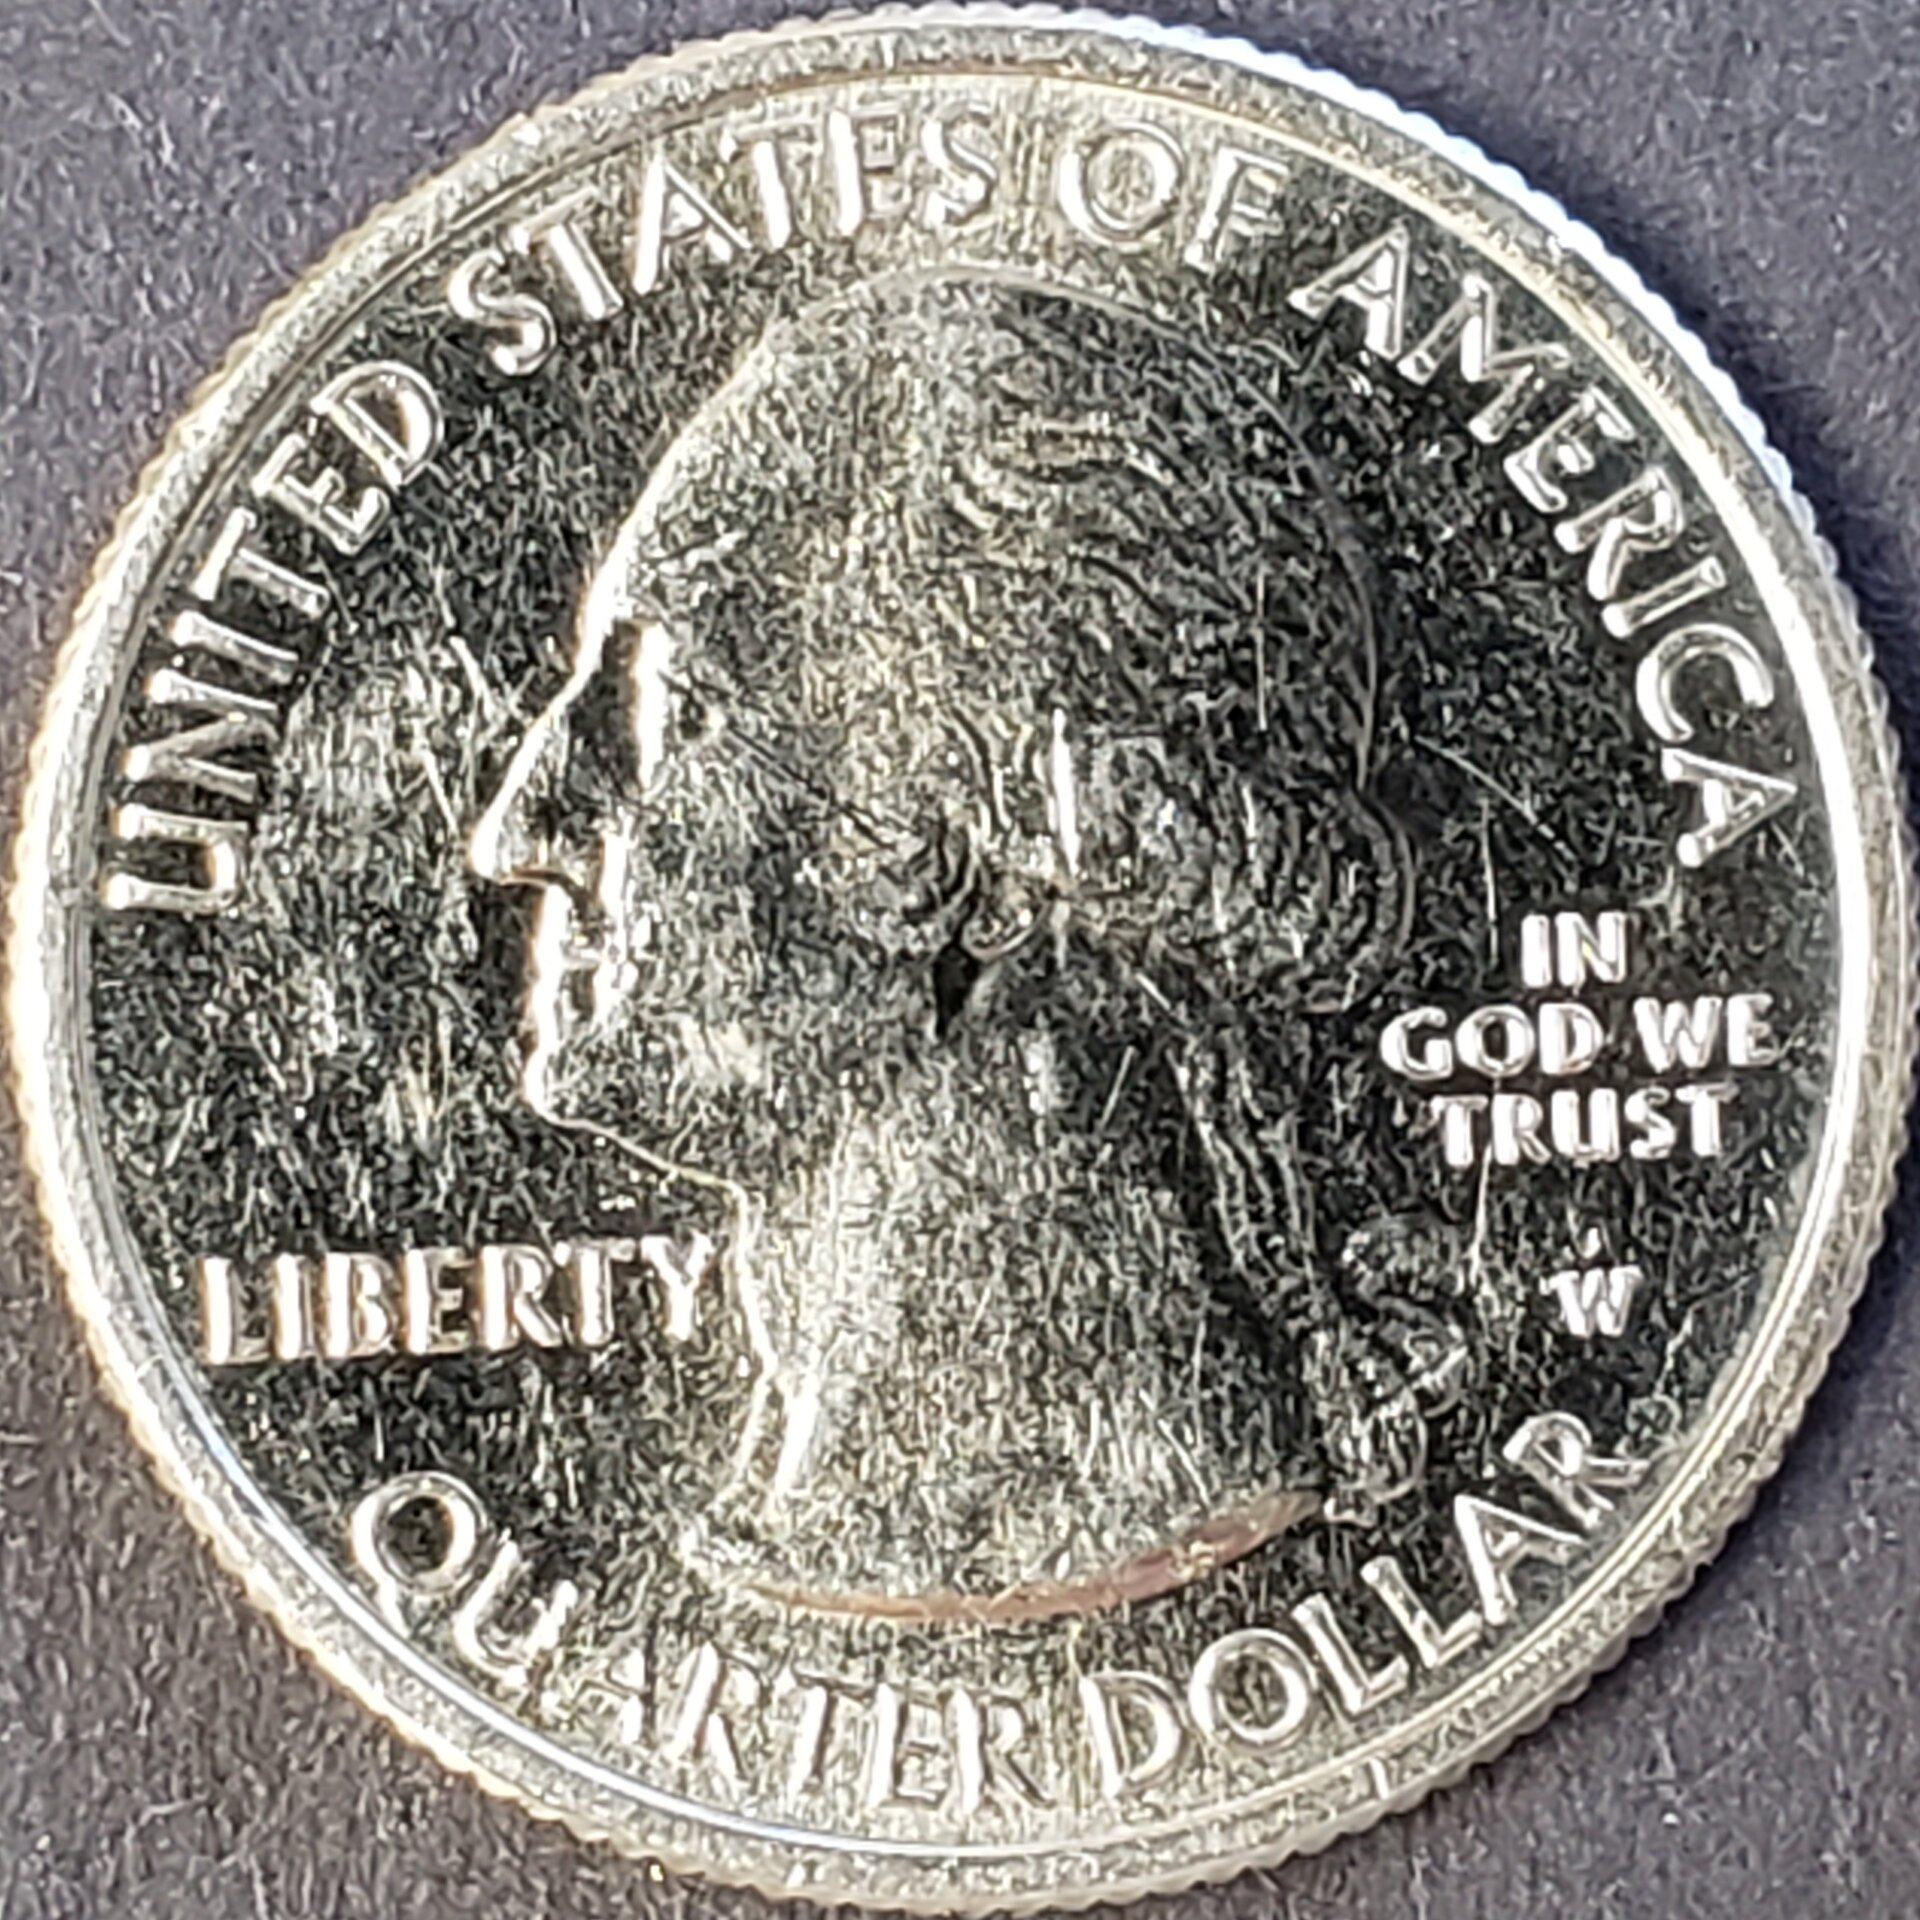 UNITED STATES OF AMERICA
IN
GOD WE
TRUST
LIBERTY
W
QUARTER DOLLAR